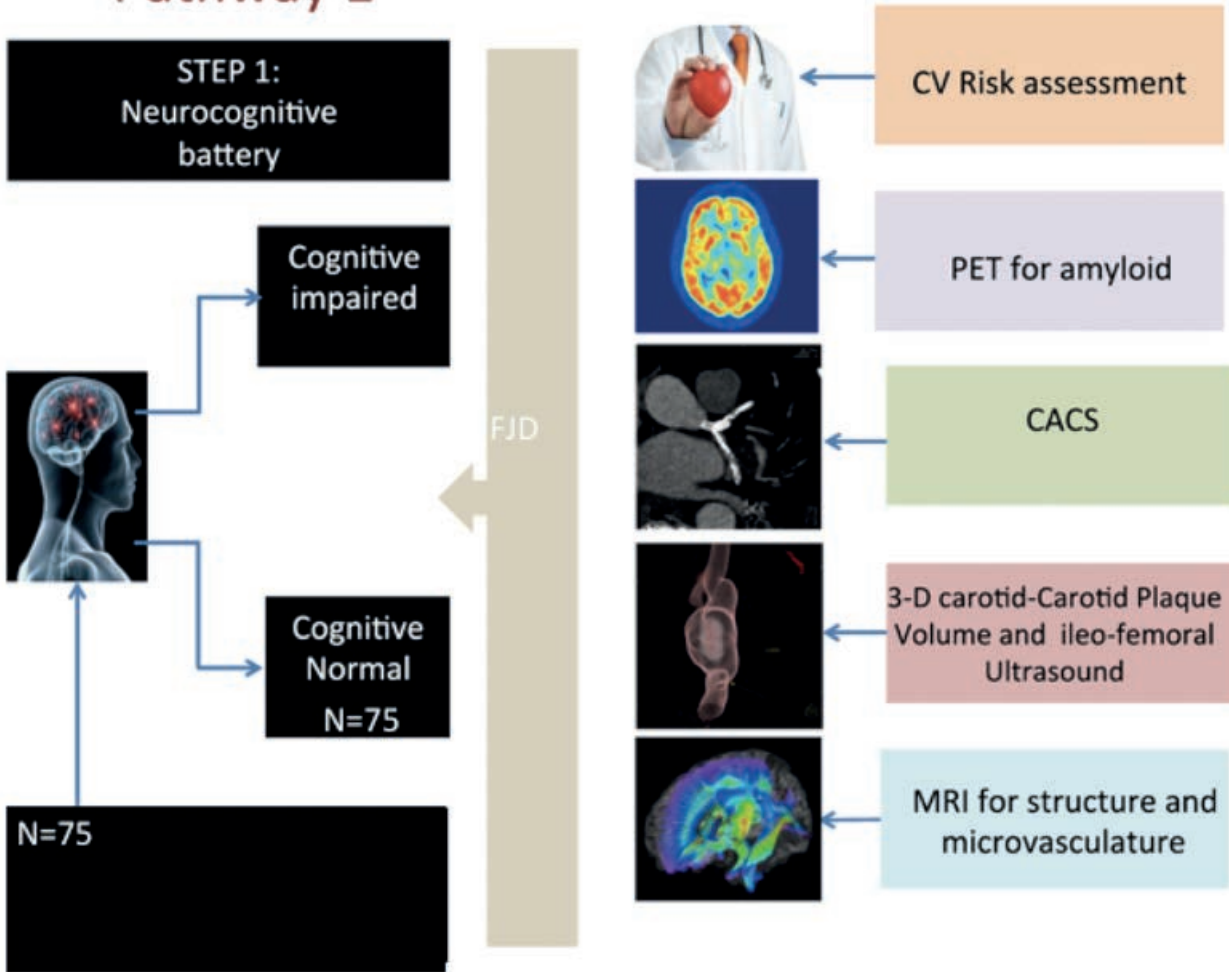 STEP 1:
Neurocognitive
battery
Cognitive
impaired
Cognitive
Normal
N=75
N=75
FJD
CV Risk assessment
PET for amyloid
CACS
3-D carotid-Carotid Plaque
Volume and ileo-femoral
Ultrasound
MRI for structure and
microvasculature